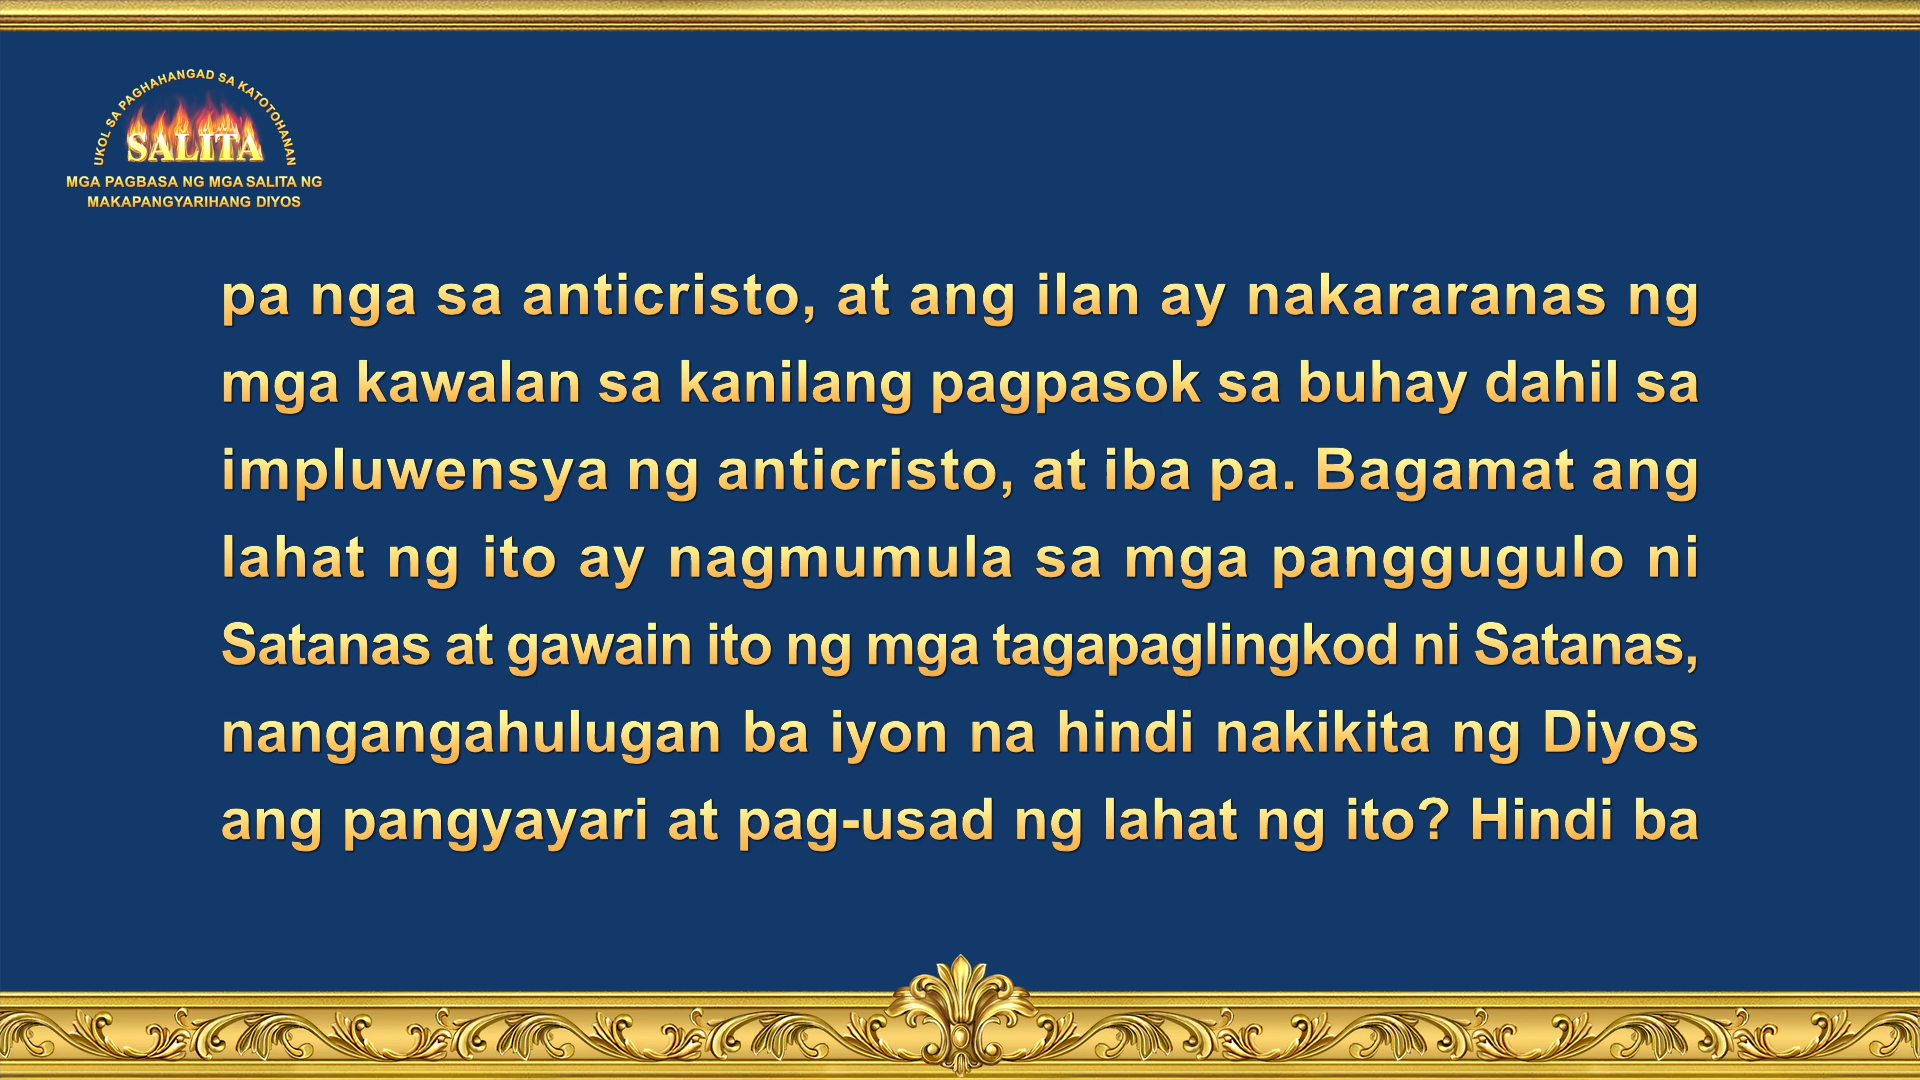 UKOL SA PAGHAHANGAD SA KATOTOHANAN
SALITA
MGA PAGBASA NG MGA SALITA NG
MAKAPANGYARIHANG DIYOS
pa nga sa anticristo, at ang ilan ay nakararanas ng
mga kawalan sa kanilang pagpasok sa buhay dahil sa
impluwensya ng anticristo, at iba pa. Bagamat ang
lahat ng ito ay nagmumula sa mga panggugulo ni
Satanas at gawain ito ng mga tagapaglingkod ni Satanas,
nangangahulugan ba iyon na hindi nakikita ng Diyos
ang pangyayari at pag-usad ng lahat ng ito? Hindi ba